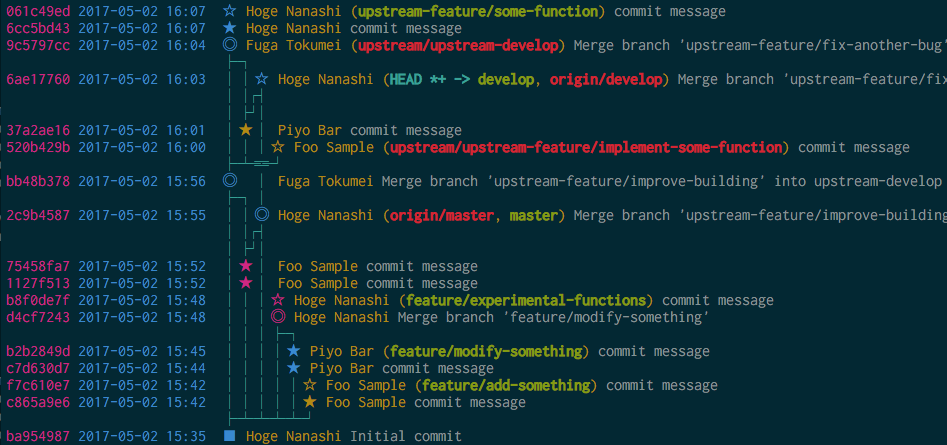 061c49ed 2017-05-02 16:07 ☆ Hoge Nanashi (upstream-feature/some-function) commit message
6cc5bd43 2017-05-02 16:07 ★ Hoge Nanashi commit message
9c5797cc 2017-05-02 16:04 ◎ Fuga Tokumei (upstream/upstream-develop) Merge branch 'upstream-feature/fix-another-bug'
6ae17760 2017-05-02 16:03 ☆ Hoge Nanashi (HEAD *+ -> develop, origin/develop) Merge branch 'upstream-feature/fix
37a2ae16 2017-05-02 16:01 ★ Piyo Bar commit message
520b429b 2017-05-02 16:00 ☆ Foo Sample (upstream/upstream-feature/implement-some-function) commit message
bb48b378 2017-05-02 15:56 ◎ Fuga Tokumei Merge branch 'upstream-feature/improve-building' into upstream-develop
2c9b4587 2017-05-02 15:55 ◎ Hoge Nanashi (origin/master, master) Merge branch 'upstream-feature/improve-building
75458fa7 2017-05-02 15:52 ★ Foo Sample commit message
1127f513 2017-05-02 15:52 ★ Foo Sample commit message
b8f0de7f 2017-05-02 15:48 ☆ Hoge Nanashi (feature/experimental-functions) commit message
d4cf7243 2017-05-02 15:48 ◎ Hoge Nanashi Merge branch 'feature/modify-something'
b2b2849d 2017-05-02 15:45 ★ Piyo Bar (feature/modify-something) commit message
c7d630d7 2017-05-02 15:44 ★ Piyo Bar commit message
f7c610e7 2017-05-02 15:42 ☆ Foo Sample (feature/add-something) commit message
c865a9e6 2017-05-02 15:42 ★ Foo Sample commit message
ba954987 2017-05-02 15:35 ■ Hoge Nanashi Initial commit